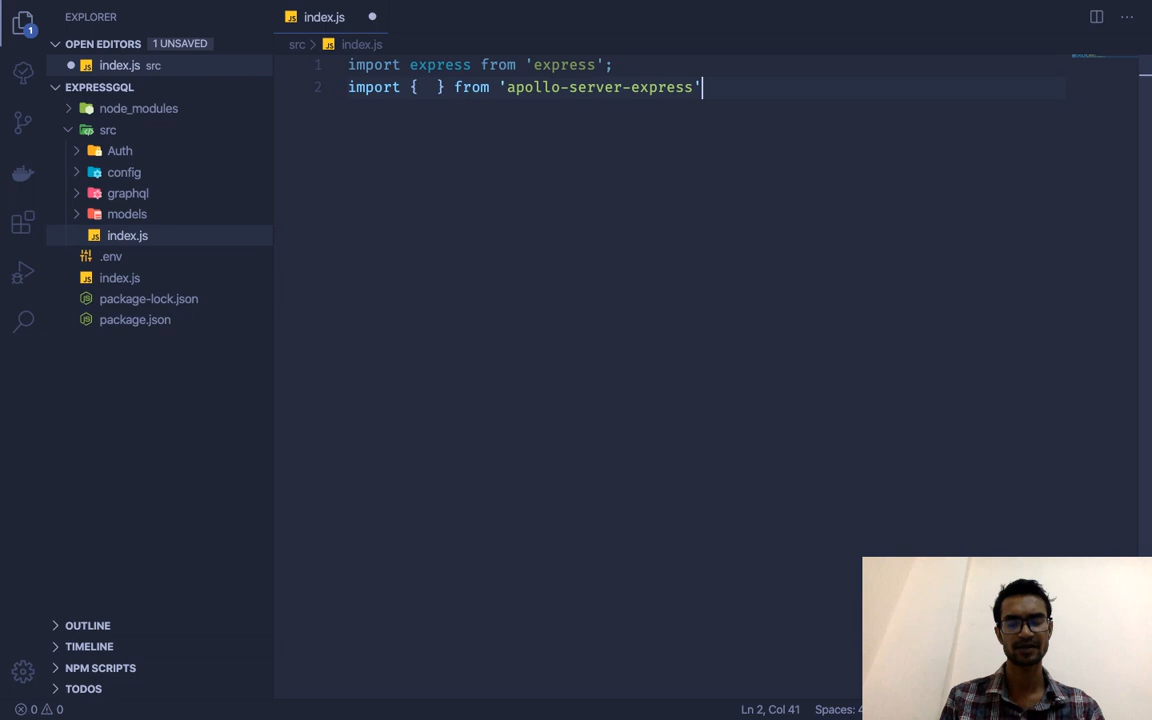 EXPLORER
index.js
OPEN EDITORS 1 UNSAVED
index.js src
src index.js
EXPRESSGQL
1 import express from 'express';
2 import {  } from 'apollo-server-express'
node_modules
src
Auth
config
graphql
models
index.js
.env
index.js
package-lock.json
package.json
OUTLINE
TIMELINE
NPM SCRIPTS
TODOS
1
0 0
Ln 2, Col 41
Spaces: